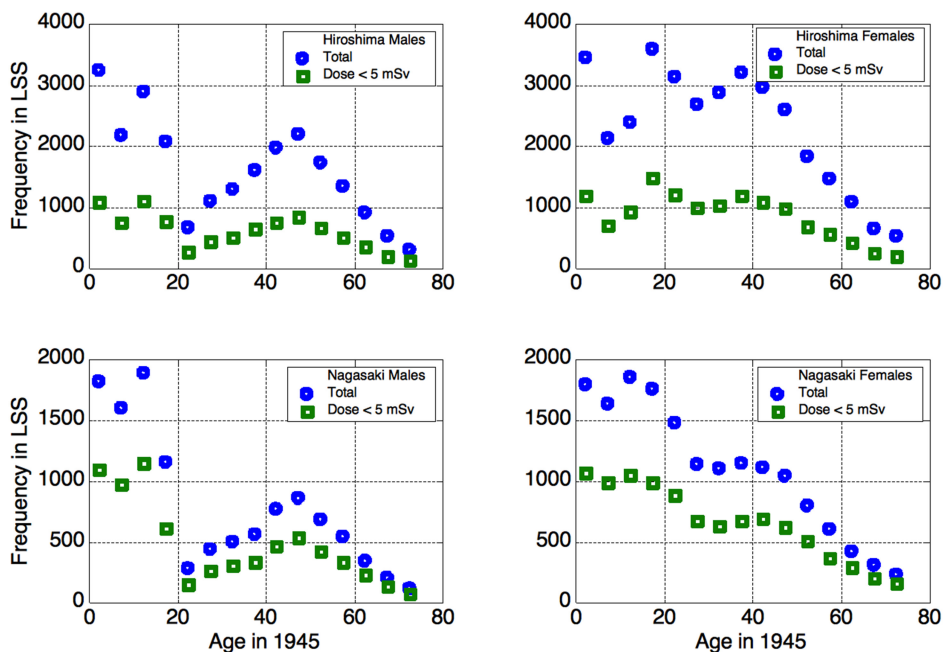 Frequency in LSS
4000
3000
2000
1000
0
0
20
40
60
80
Hiroshima Males
Total
Dose < 5 mSv
4000
3000
2000
1000
0
0
20
40
60
80
Hiroshima Females
Total
Dose < 5 mSv
Frequency in LSS
2000
1500
1000
500
0
0
20
40
60
80
Age in 1945
Nagasaki Males
Total
Dose < 5 mSv
2000
1500
1000
500
0
0
20
40
60
80
Age in 1945
Nagasaki Females
Total
Dose < 5 mSv